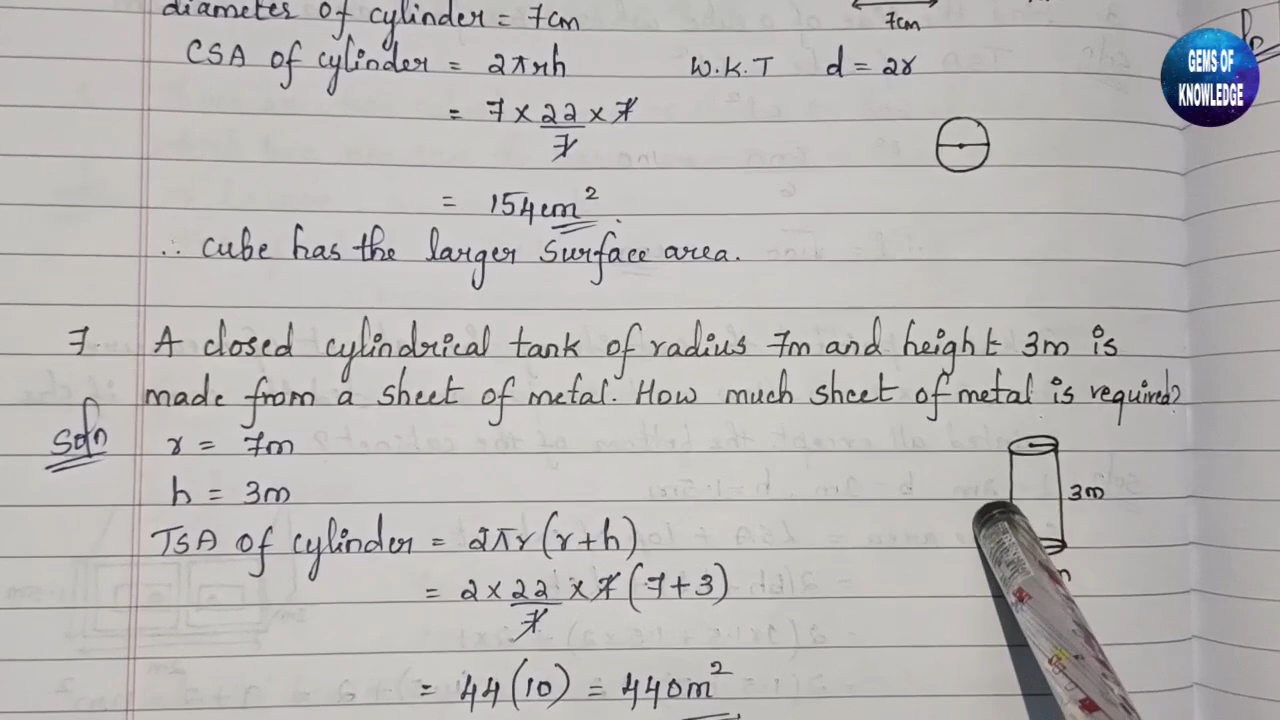 diameter of cylinder = 7cm
7cm
CSA of cylinder = 2πrh W.K.T d = 2r
= 7 × 22/7 × 7
= 154cm²
∴ cube has the larger surface area.
7. A closed cylindrical tank of radius 7m and height 3m is
made from a sheet of metal. How much sheet of metal is required?
Soln
r = 7m
h = 3m
3m
TSA of cylinder = 2πr(r+h)
= 2 × 22/7 × 7 (7+3)
= 44(10) = 440m²
GEMS OF
KNOWLEDGE